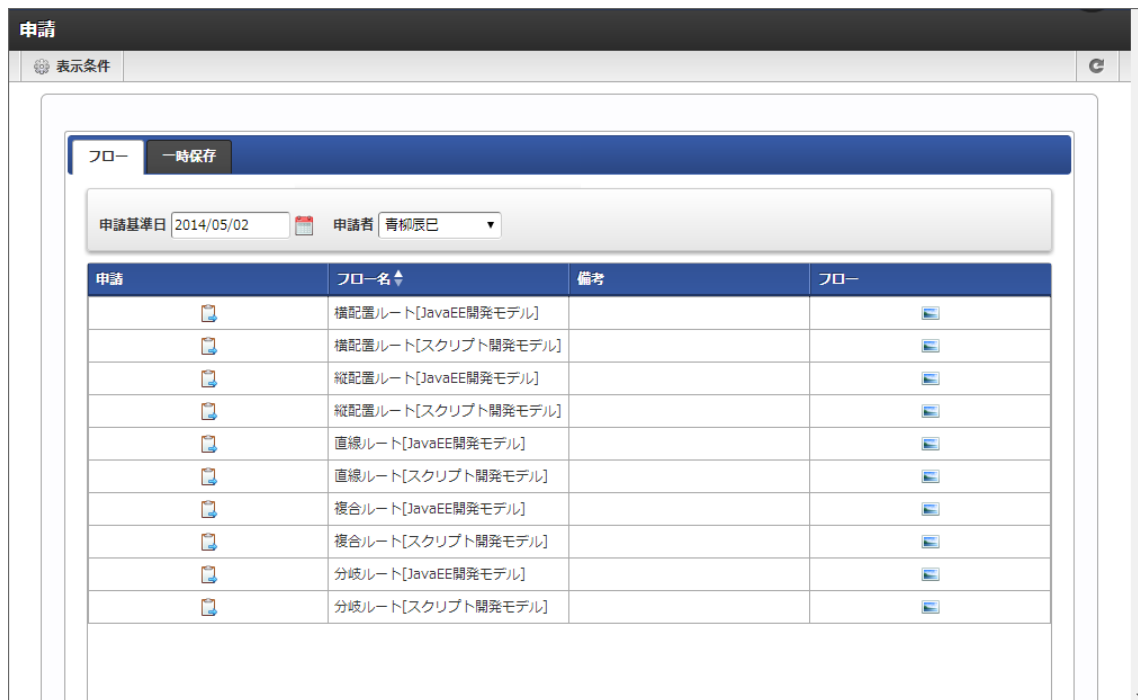 申請
表示条件
フロー 一時保存
申請基準日 2014/05/02 申請者 青柳辰巳
申請 フロー名 備考 フロー
横配置ルート[JavaEE開発モデル]
横配置ルート[スクリプト開発モデル]
縦配置ルート[JavaEE開発モデル]
縦配置ルート[スクリプト開発モデル]
直線ルート[JavaEE開発モデル]
直線ルート[スクリプト開発モデル]
複合ルート[JavaEE開発モデル]
複合ルート[スクリプト開発モデル]
分岐ルート[JavaEE開発モデル]
分岐ルート[スクリプト開発モデル]